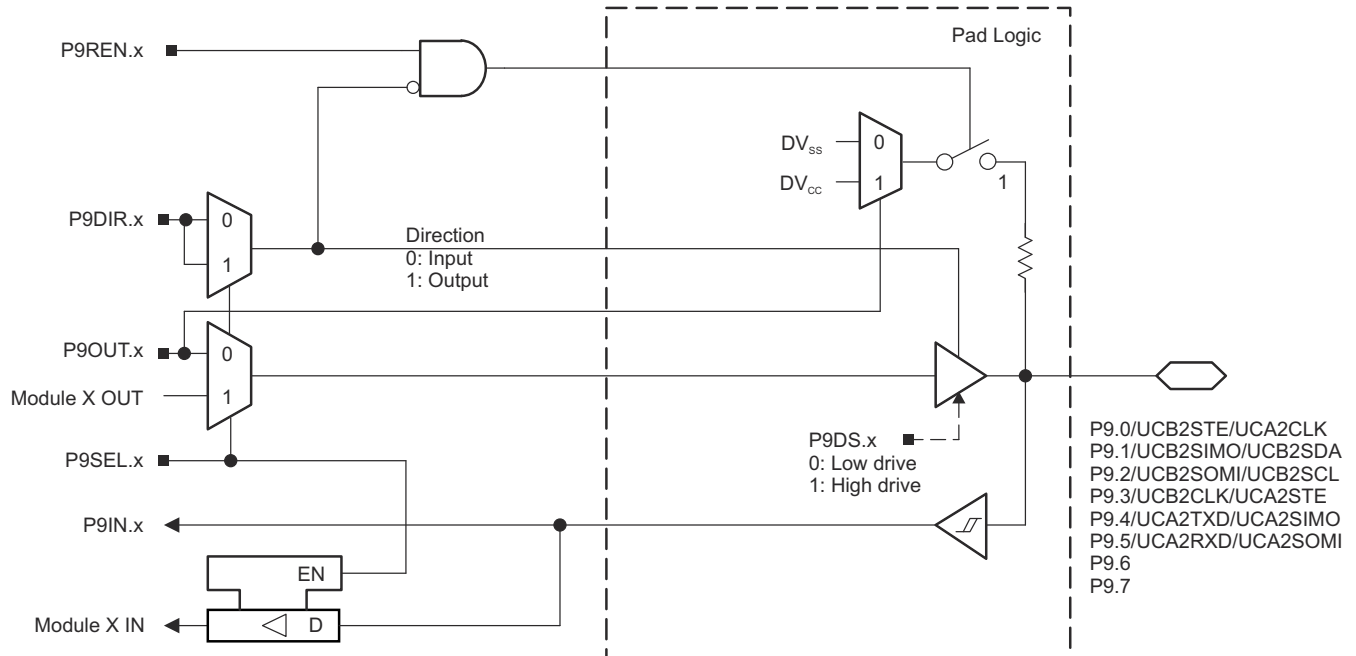 Pad Logic
P9REN.x
DVSS
0
DVCC
1
1
P9DIR.x
0
1
Direction
0: Input
1: Output
P9OUT.x
0
Module X OUT
1
P9DS.x
0: Low drive
1: High drive
P9SEL.x
P9IN.x
EN
Module X IN
D
P9.0/UCB2STE/UCA2CLK
P9.1/UCB2SIMO/UCB2SDA
P9.2/UCB2SOMI/UCB2SCL
P9.3/UCB2CLK/UCA2STE
P9.4/UCA2TXD/UCA2SIMO
P9.5/UCA2RXD/UCA2SOMI
P9.6
P9.7